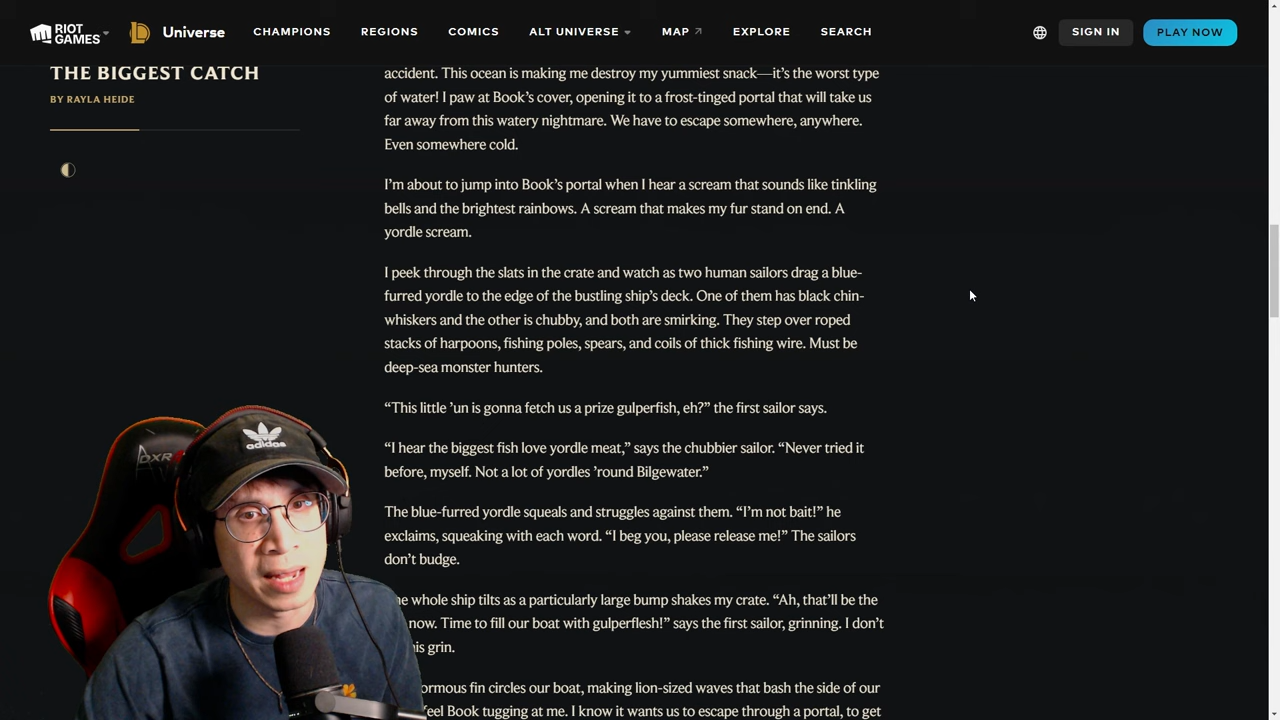 RIOT GAMES
Universe
CHAMPIONS
REGIONS
COMICS
ALT UNIVERSE
MAP
EXPLORE
SEARCH
SIGN IN
PLAY NOW
THE BIGGEST CATCH
BY RAYLA HEIDE
accident. This ocean is making me destroy my yummiest snack—it’s the worst type
of water! I paw at Book’s cover, opening it to a frost-tinged portal that will take us
far away from this watery nightmare. We have to escape somewhere, anywhere.
Even somewhere cold.
I’m about to jump into Book’s portal when I hear a scream that sounds like tinkling
bells and the brightest rainbows. A scream that makes my fur stand on end. A
yordle scream.
I peek through the slats in the crate and watch as two human sailors drag a blue-
furred yordle to the edge of the bustling ship’s deck. One of them has black chin-
whiskers and the other is chubby, and both are smirking. They step over roped
stacks of harpoons, fishing poles, spears, and coils of thick fishing wire. Must be
deep-sea monster hunters.
“This little ’un is gonna fetch us a prize gulperfish, eh?” the first sailor says.
“I hear the biggest fish love yordle meat,” says the chubbier sailor. “Never tried it
before, myself. Not a lot of yordles ’round Bilgewater.”
The blue-furred yordle squeals and struggles against them. “I’m not bait!” he
exclaims, squeaking with each word. “I beg you, please release me!” The sailors
don’t budge.
whole ship tilts as a particularly large bump shakes my crate. “Ah, that’ll be the
now. Time to fill our boat with gulperflesh!” says the first sailor, grinning. I don’t
grin.
fin circles our boat, making lion-sized waves that bash the side of our
feel Book tugging at me. I know it wants us to escape through a portal, to get
adidas
DXR